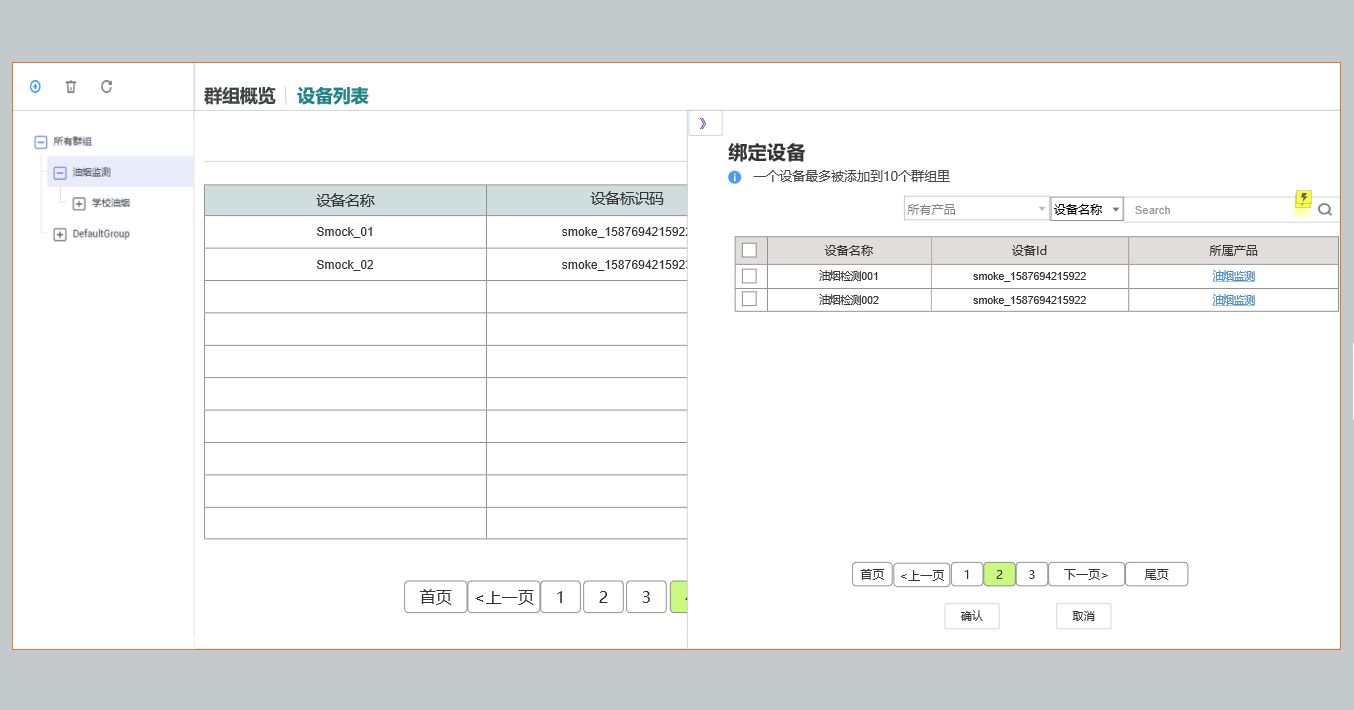 群组概览 设备列表
所有群组
油烟监测
学校油烟
DefaultGroup
设备名称 设备标识码
Smock_01 smoke_158769421592
Smock_02 smoke_158769421592
首页 <上一页 1 2 3
》
绑定设备
一个设备最多被添加到10个群组里
所有产品 设备名称 Search
设备名称 设备Id 所属产品
油烟检测001 smoke_1587694215922 油烟监测
油烟检测002 smoke_1587694215922 油烟监测
首页 <上一页 1 2 3 下一页> 尾页
确认 取消